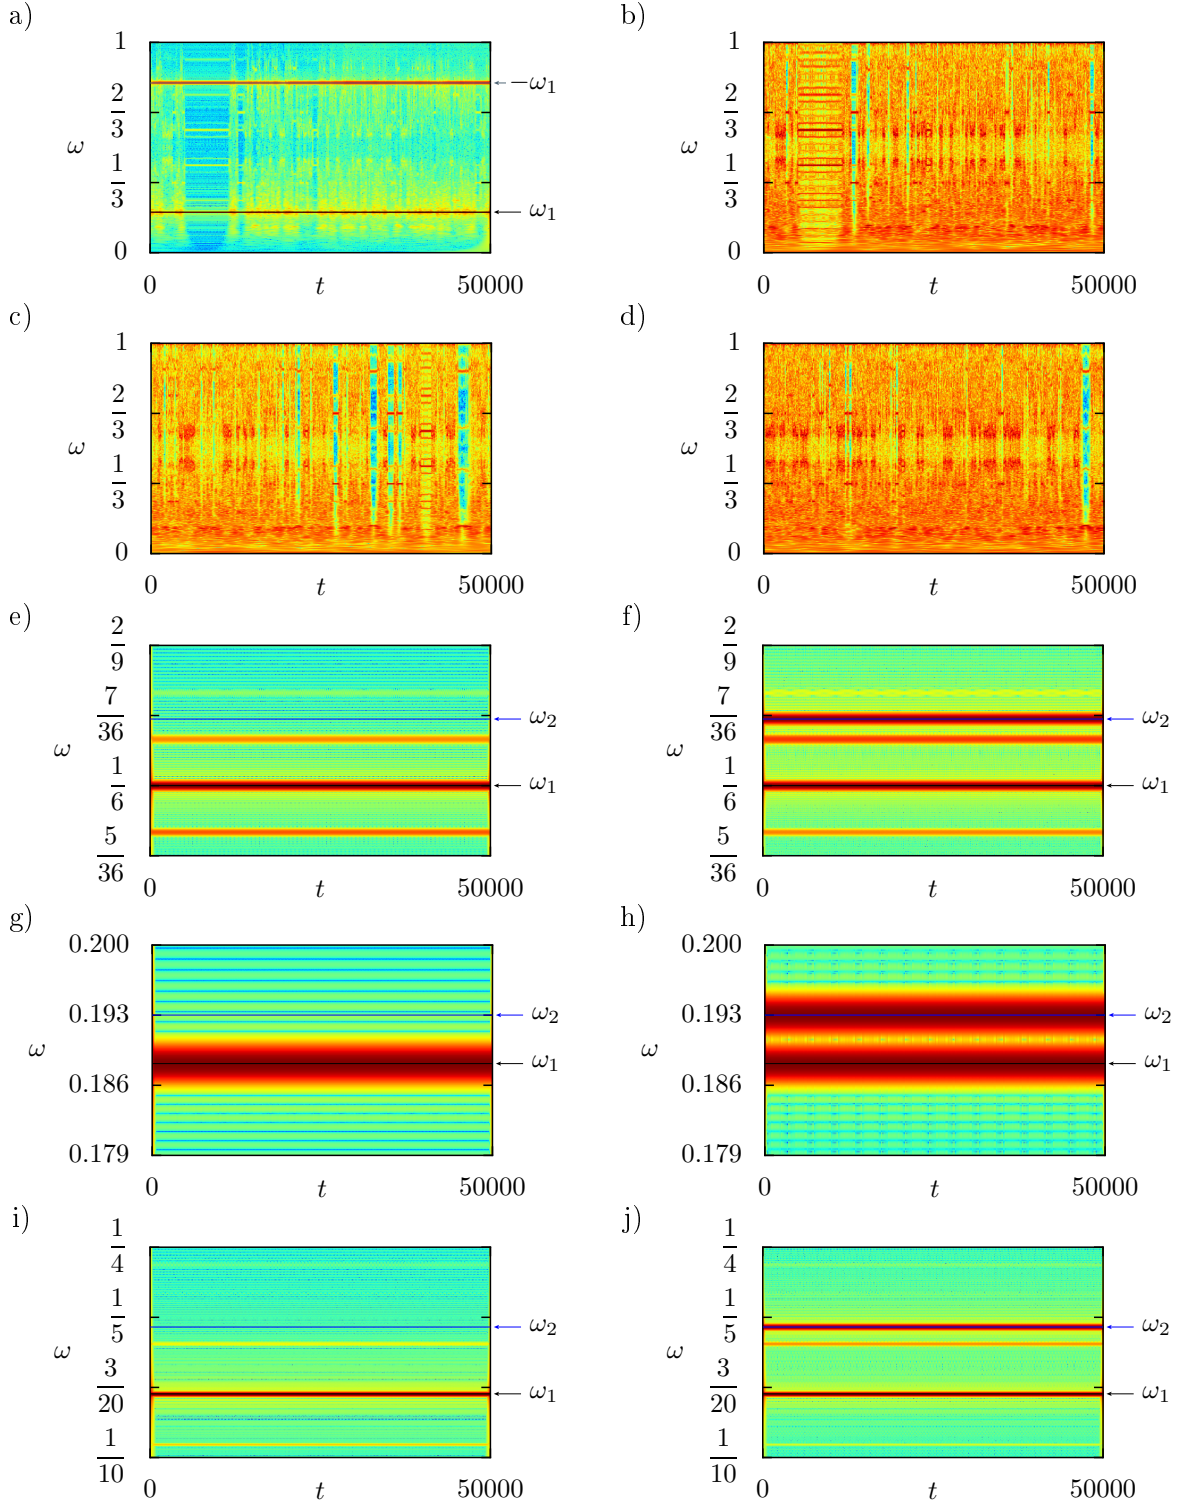 a) b)
1 1
−ω₁
2/3 2/3
ω ω
1/3 1/3
ω₁
0 0
0 t 50000 0 t 50000
c) d)
1 1
2/3 2/3
ω ω
1/3 1/3
0 0
0 t 50000 0 t 50000
e) f)
2/9 2/9
7/36 ω₂ 7/36 ω₂
ω ω
1/6 ω₁ 1/6 ω₁
5/36 5/36
0 t 50000 0 t 50000
g) h)
0.200 0.200
0.193 ω₂ 0.193 ω₂
ω ω
0.186 ω₁ 0.186 ω₁
0.179 0.179
0 t 50000 0 t 50000
i) j)
1/4 1/4
1/5 ω₂ 1/5 ω₂
ω ω
3/20 ω₁ 3/20 ω₁
1/10 1/10
0 t 50000 0 t 50000